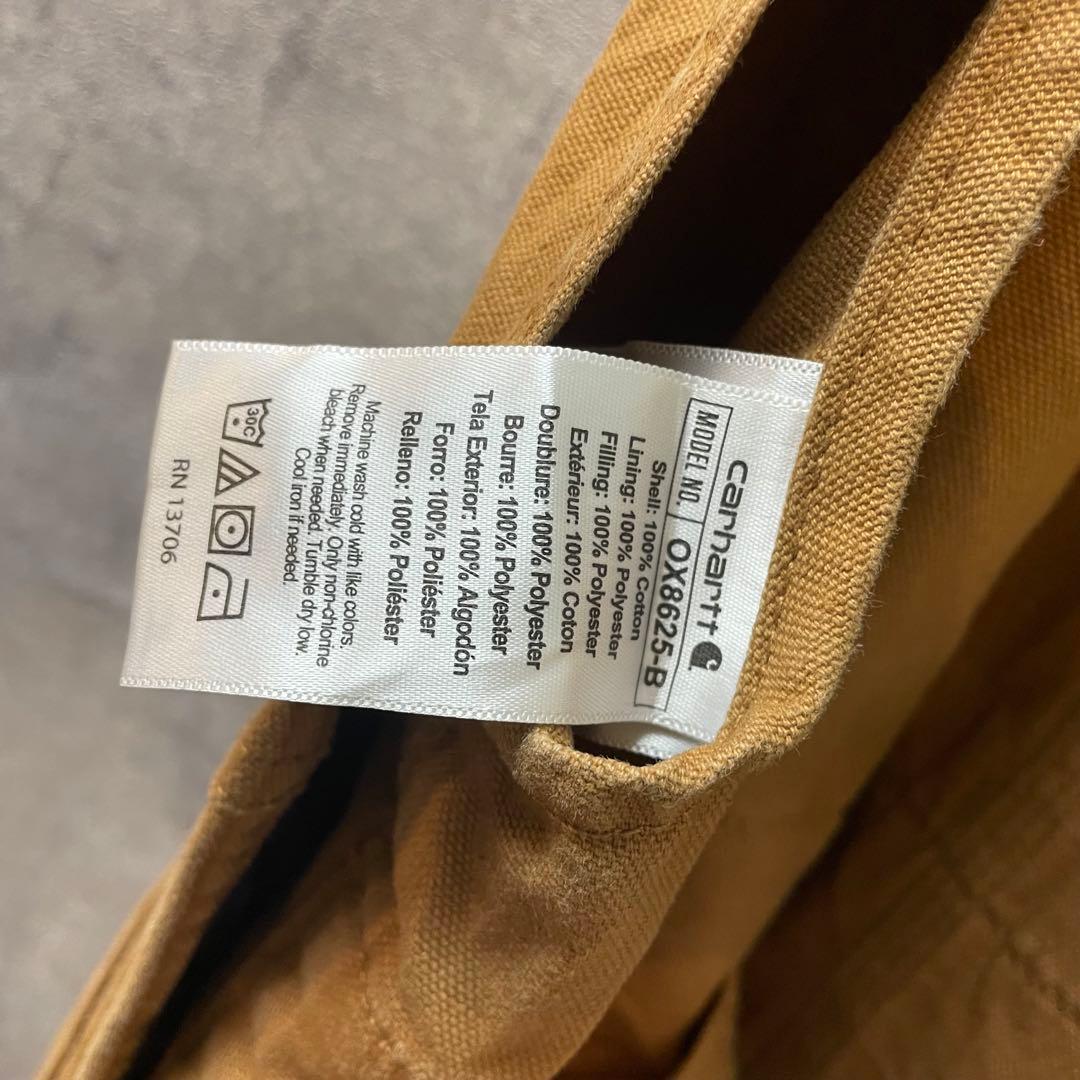 carhartt
MODEL NO. OX8625-B
Shell: 100% Cotton
Lining: 100% Polyester
Filling: 100% Polyester
Extérieur: 100% Coton
Doublure: 100% Polyester
Bourre: 100% Polyester
Tela Exterior: 100% Algodón
Forro: 100% Poliéster
Relleno: 100% Poliéster
Machine wash cold with like colors.
Remove immediately. Only non-chlorine
bleach when needed. Tumble dry low.
Cool iron if needed.
30C
RN 13706